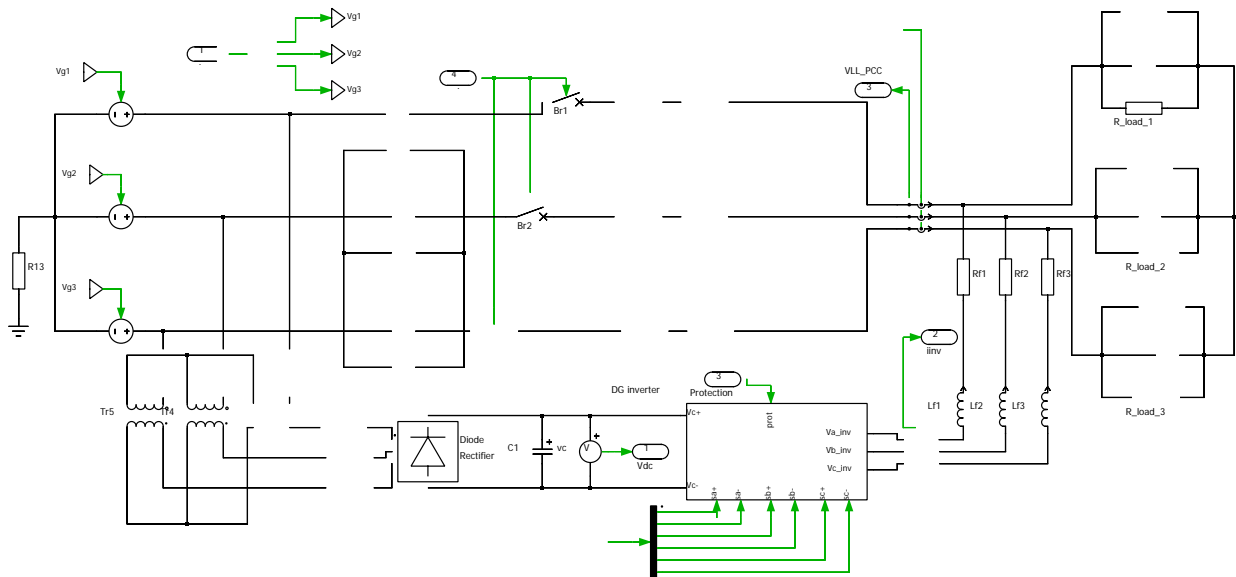 1
Vg1
Vg2
Vg3
Vg1
4
Br1
VLL_PCC
3
R_load_1
Vg2
Br2
R13
Vg3
Rf1
Rf2
Rf3
R_load_2
2
iinv
DG inverter
3
Protection
Tr5
Tr4
Vc+
prot
Va_inv
Vb_inv
Vc_inv
Lf1
Lf2
Lf3
R_load_3
Diode
Rectifier
C1
vc
V
1
Vdc
Vc-
sa+
sa-
sb+
sb-
sc+
sc-